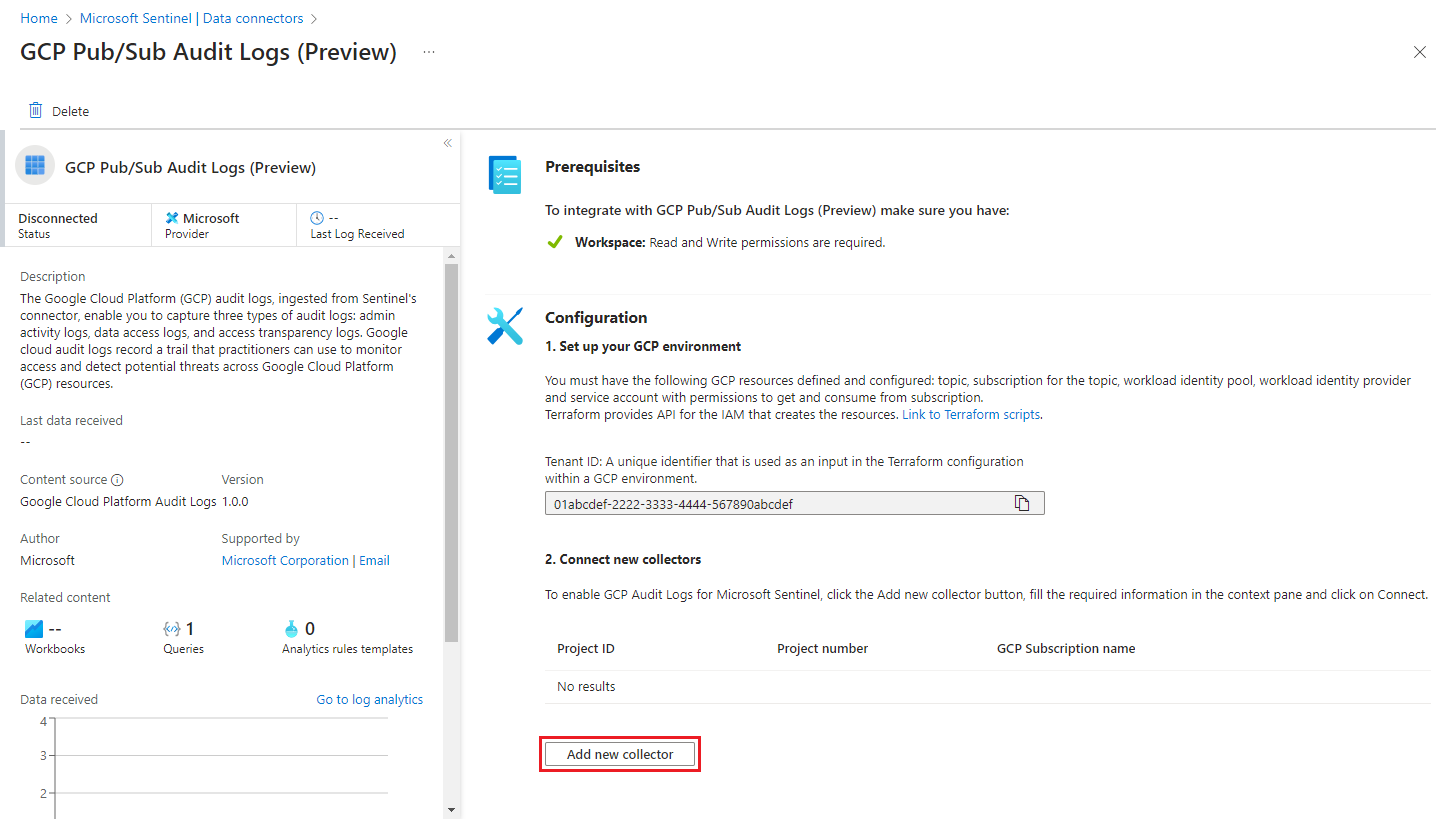 Home > Microsoft Sentinel | Data connectors >
GCP Pub/Sub Audit Logs (Preview) ...
Delete
GCP Pub/Sub Audit Logs (Preview)
Disconnected
Status
Microsoft
Provider
--
Last Log Received
Description
The Google Cloud Platform (GCP) audit logs, ingested from Sentinel's
connector, enable you to capture three types of audit logs: admin
activity logs, data access logs, and access transparency logs. Google
cloud audit logs record a trail that practitioners can use to monitor
access and detect potential threats across Google Cloud Platform
(GCP) resources.
Last data received
--
Content source
Google Cloud Platform Audit Logs
Version
1.0.0
Author
Microsoft
Supported by
Microsoft Corporation | Email
Related content
--
Workbooks
1
Queries
0
Analytics rules templates
Data received
Go to log analytics
4
3
2
Prerequisites
To integrate with GCP Pub/Sub Audit Logs (Preview) make sure you have:
Workspace: Read and Write permissions are required.
Configuration
1. Set up your GCP environment
You must have the following GCP resources defined and configured: topic, subscription for the topic, workload identity pool, workload identity provider
and service account with permissions to get and consume from subscription.
Terraform provides API for the IAM that creates the resources. Link to Terraform scripts.
Tenant ID: A unique identifier that is used as an input in the Terraform configuration
within a GCP environment.
01abcdef-2222-3333-4444-567890abcdef
2. Connect new collectors
To enable GCP Audit Logs for Microsoft Sentinel, click the Add new collector button, fill the required information in the context pane and click on Connect.
Project ID
Project number
GCP Subscription name
No results
Add new collector